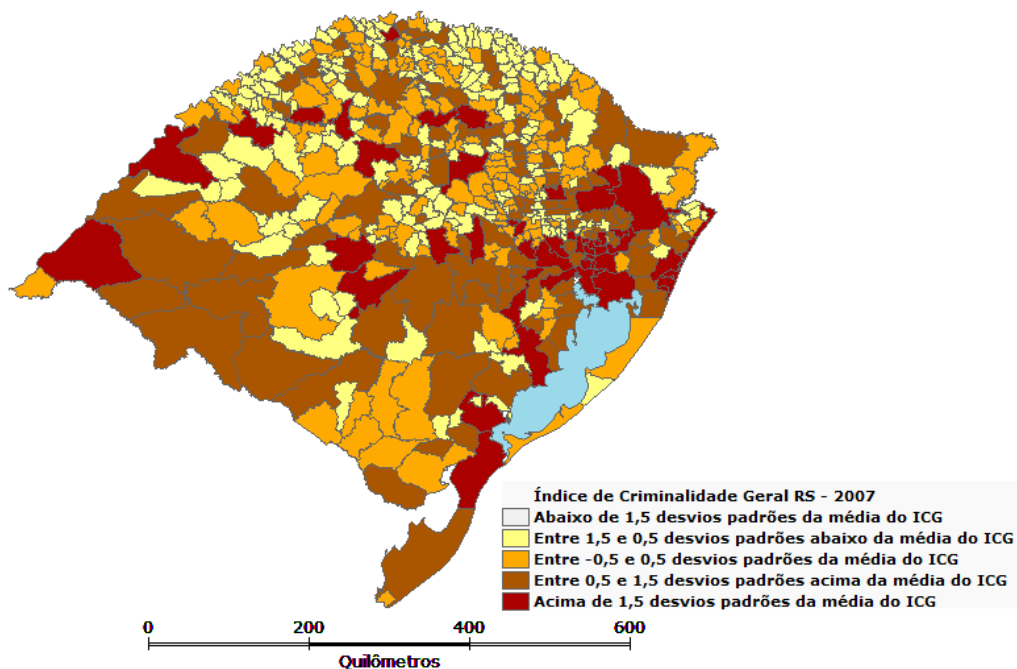 Índice de Criminalidade Geral RS - 2007
Abaixo de 1,5 desvios padrões da média do ICG
Entre 1,5 e 0,5 desvios padrões abaixo da média do ICG
Entre -0,5 e 0,5 desvios padrões da média do ICG
Entre 0,5 e 1,5 desvios padrões acima da média do ICG
Acima de 1,5 desvios padrões da média do ICG
0 200 400 600
Quilômetros